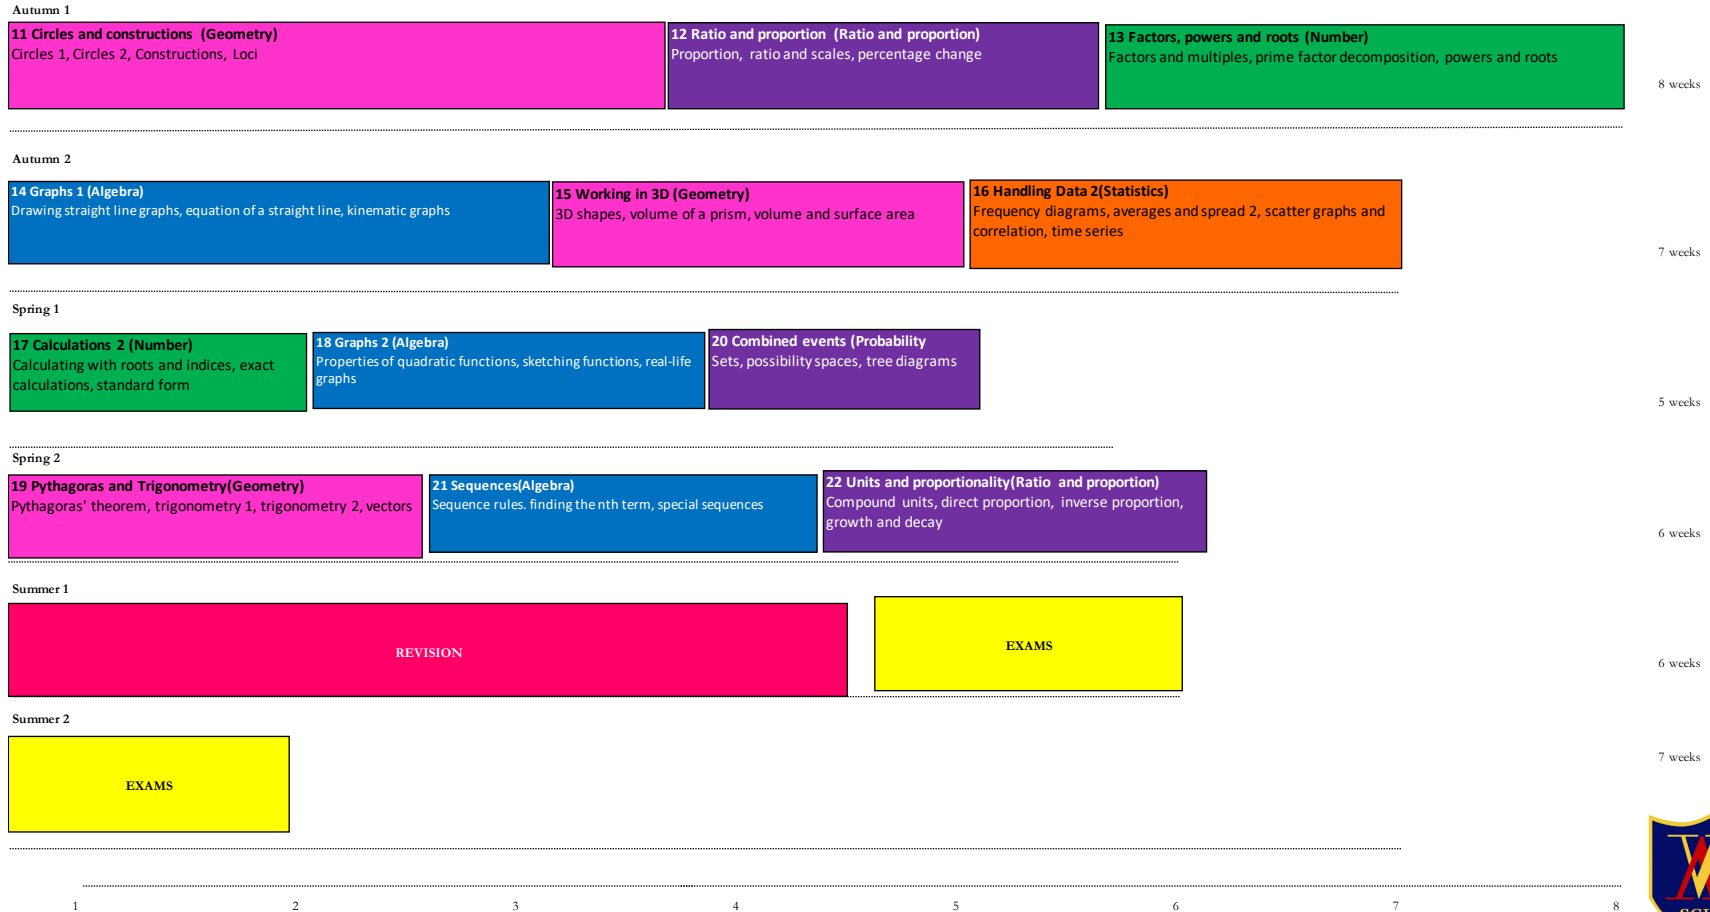 Autumn 1
11 Circles and constructions (Geometry)
Circles 1, Circles 2, Constructions, Loci
12 Ratio and proportion (Ratio and proportion)
Proportion, ratio and scales, percentage change
13 Factors, powers and roots (Number)
Factors and multiples, prime factor decomposition, powers and roots
8 weeks
Autumn 2
14 Graphs 1 (Algebra)
Drawing straight line graphs, equation of a straight line, kinematic graphs
15 Working in 3D (Geometry)
3D shapes, volume of a prism, volume and surface area
16 Handling Data 2(Statistics)
Frequency diagrams, averages and spread 2, scatter graphs and
correlation, time series
7 weeks
Spring 1
17 Calculations 2 (Number)
Calculating with roots and indices, exact
calculations, standard form
18 Graphs 2 (Algebra)
Properties of quadratic functions, sketching functions, real-life
graphs
20 Combined events (Probability
Sets, possibility spaces, tree diagrams
5 weeks
Spring 2
19 Pythagoras and Trigonometry(Geometry)
Pythagoras' theorem, trigonometry 1, trigonometry 2, vectors
21 Sequences(Algebra)
Sequence rules. finding the nth term, special sequences
22 Units and proportionality(Ratio and proportion)
Compound units, direct proportion, inverse proportion,
growth and decay
6 weeks
Summer 1
REVISION
EXAMS
6 weeks
Summer 2
EXAMS
7 weeks
1 2 3 4 5 6 7 8